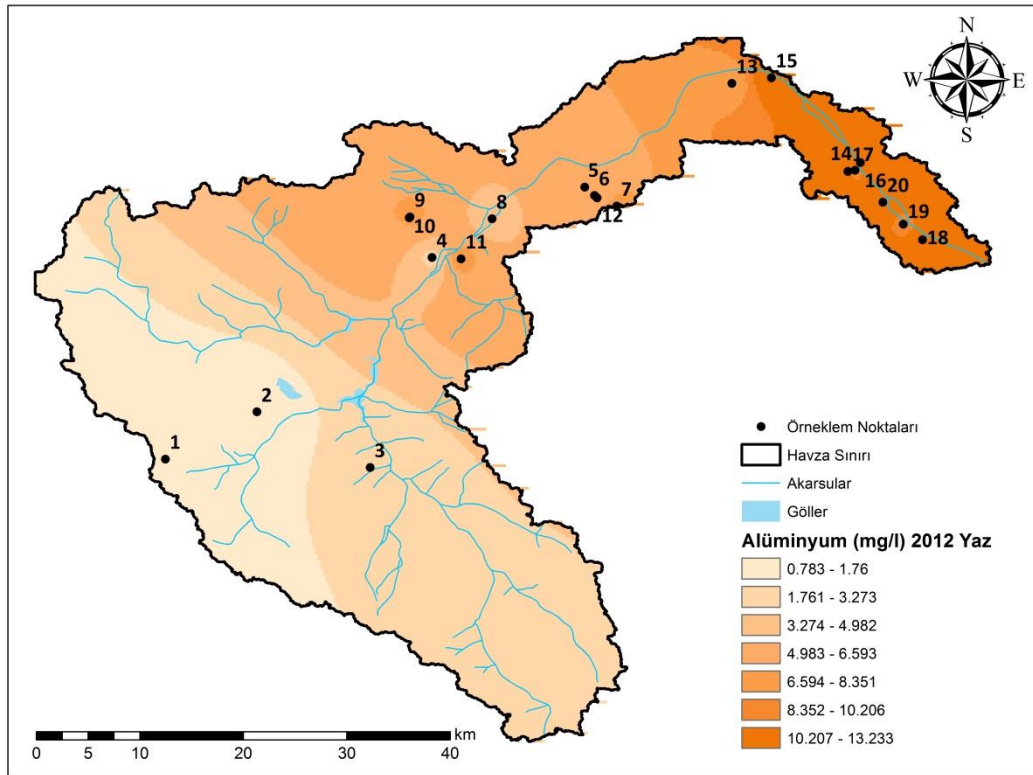 N
W E
S
13
15
14 17
16 20
19
18
5
6
7
12
8
9
10
4
11
2
1
3
Örneklem Noktaları
Havza Sınırı
Akarsular
Göller
Alüminyum (mg/l) 2012 Yaz
0.783 - 1.76
1.761 - 3.273
3.274 - 4.982
4.983 - 6.593
6.594 - 8.351
8.352 - 10.206
10.207 - 13.233
km
0 5 10 20 30 40